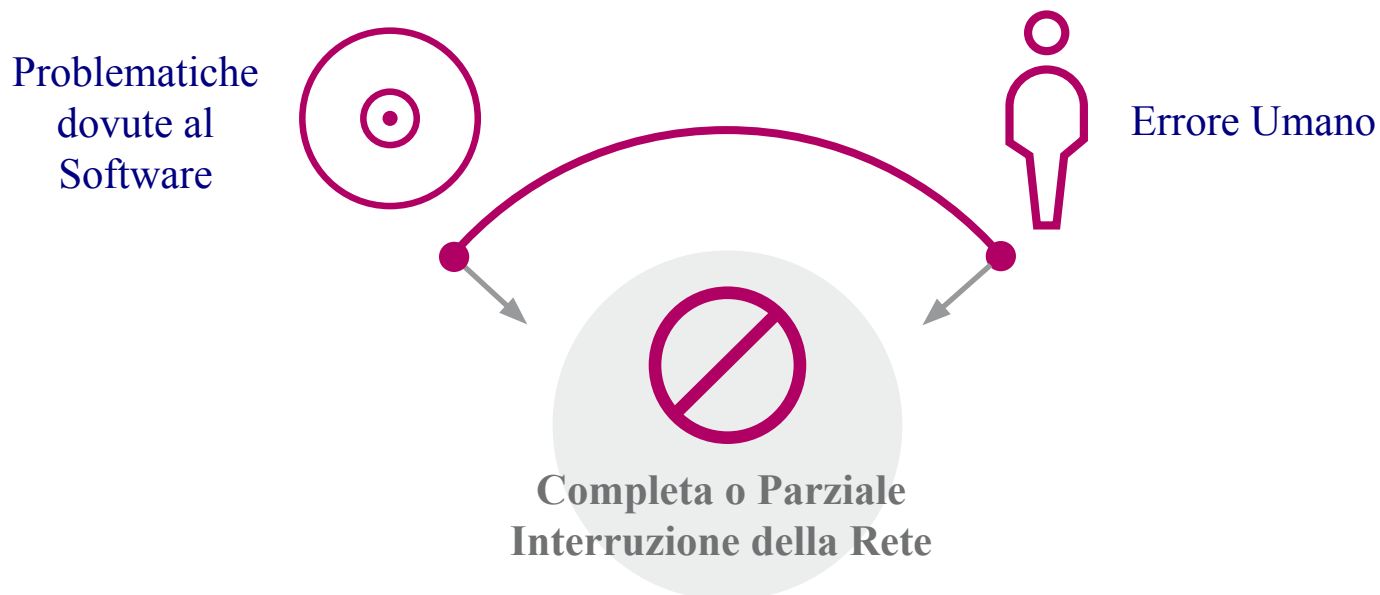 Problematiche
dovute al
Software
Errore Umano
Completa o Parziale
Interruzione della Rete